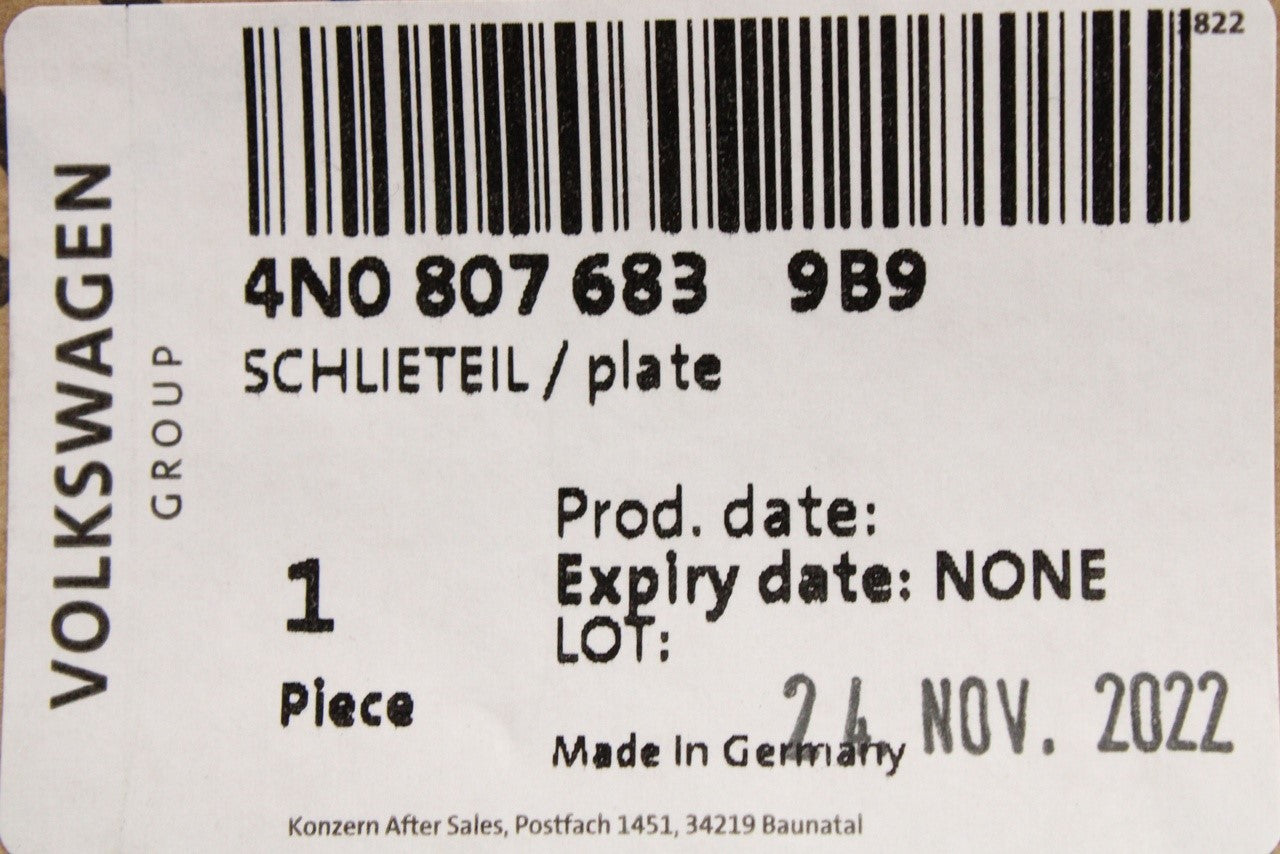 822
4N0 807 683 9B9
SCHLIETEIL / plate
VOLKSWAGEN
GROUP
1
Piece
Prod. date:
Expiry date: NONE
LOT:
24. NOV. 2022
Made in Germany
Konzern After Sales, Postfach 1451, 34219 Baunatal